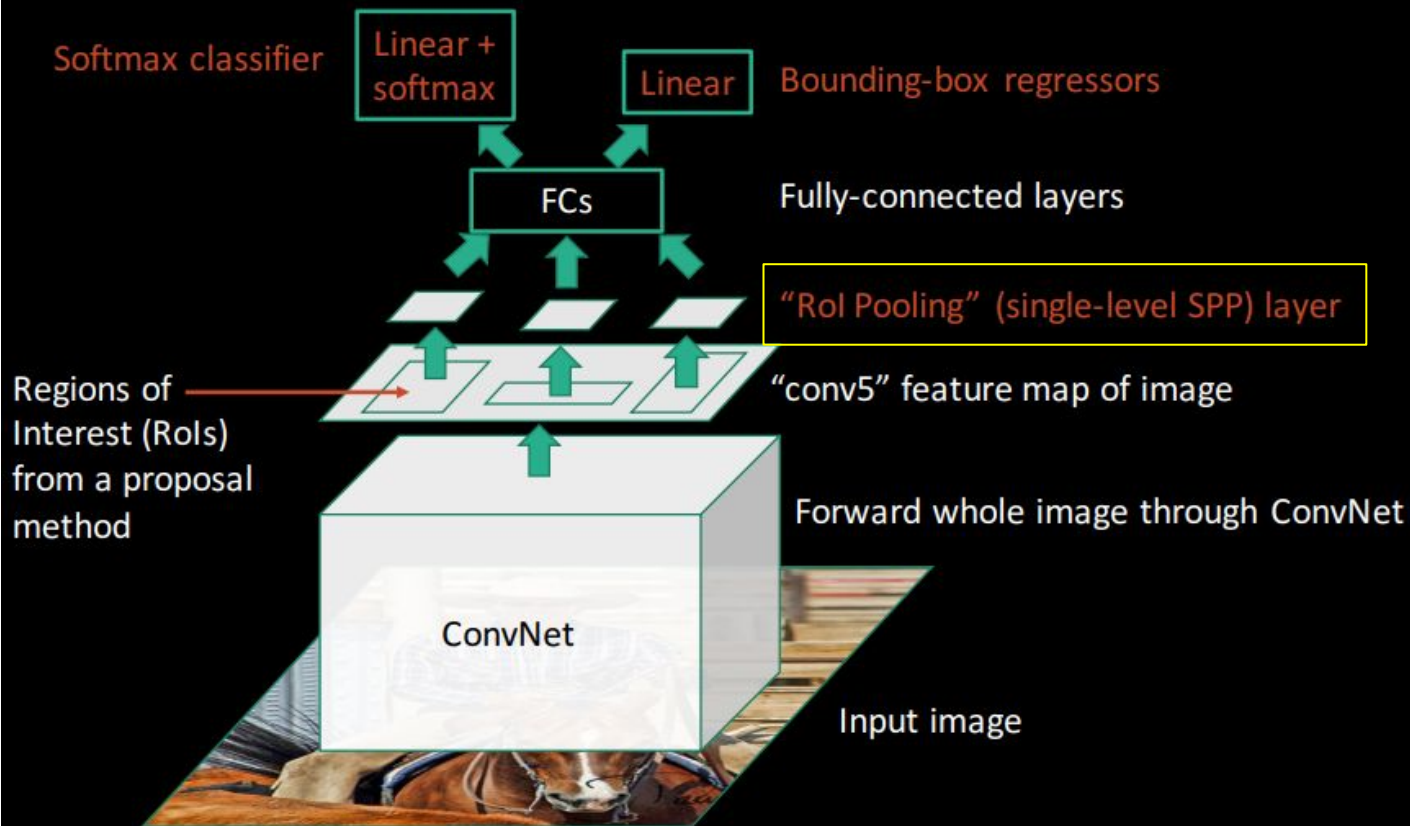 Softmax classifier
Linear +
softmax
Linear
Bounding-box regressors
FCs
Fully-connected layers
“RoI Pooling” (single-level SPP) layer
Regions of
Interest (RoIs)
from a proposal
method
“conv5” feature map of image
Forward whole image through ConvNet
ConvNet
Input image